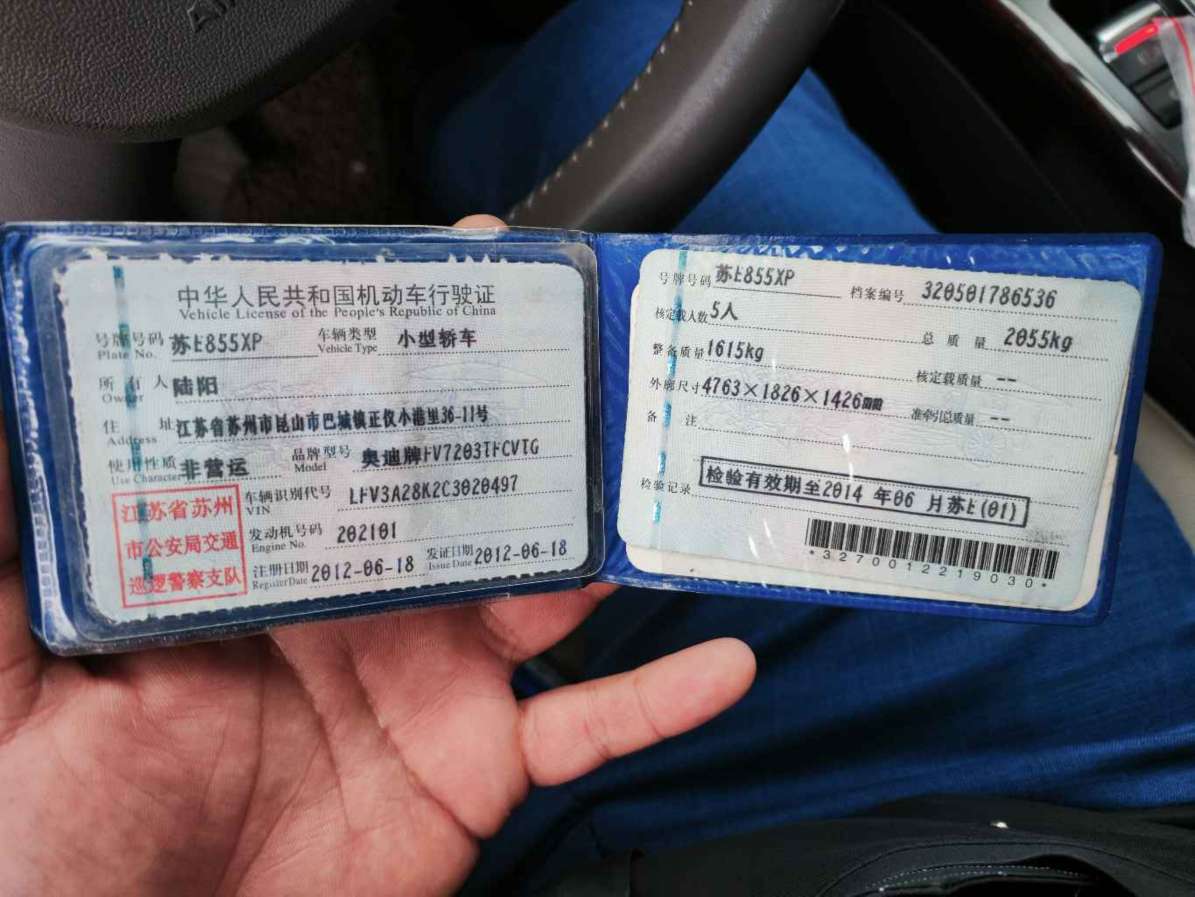 中华人民共和国机动车行驶证
Vehicle License of the People's Republic of China
号牌号码 苏E855XP 车辆类型 小型轿车
Plate No. Vehicle Type
所有人 陆阳
Owner
住址 江苏省苏州市昆山市巴城镇正仪小港里36-11号
Address
使用性质 非营运 品牌型号 奥迪牌FV7203TFCVTG
Use Character Model
江苏省苏州
市公安局交通
巡逻警察支队
车辆识别代号 LFV3A28K2C3020497
VIN
发动机号码 202101
Engine No.
注册日期 2012-06-18 发证日期 2012-06-18
Register Date Issue Date
号牌号码 苏E855XP 档案编号 320501786536
核定载人数 5人 总质量 2055kg
整备质量 1615kg 核定载质量 --
外廓尺寸 4763×1826×1426mm 准牵引总质量 --
备注
检验记录 检验有效期至2014年06月苏E(01)
*3270012219030*